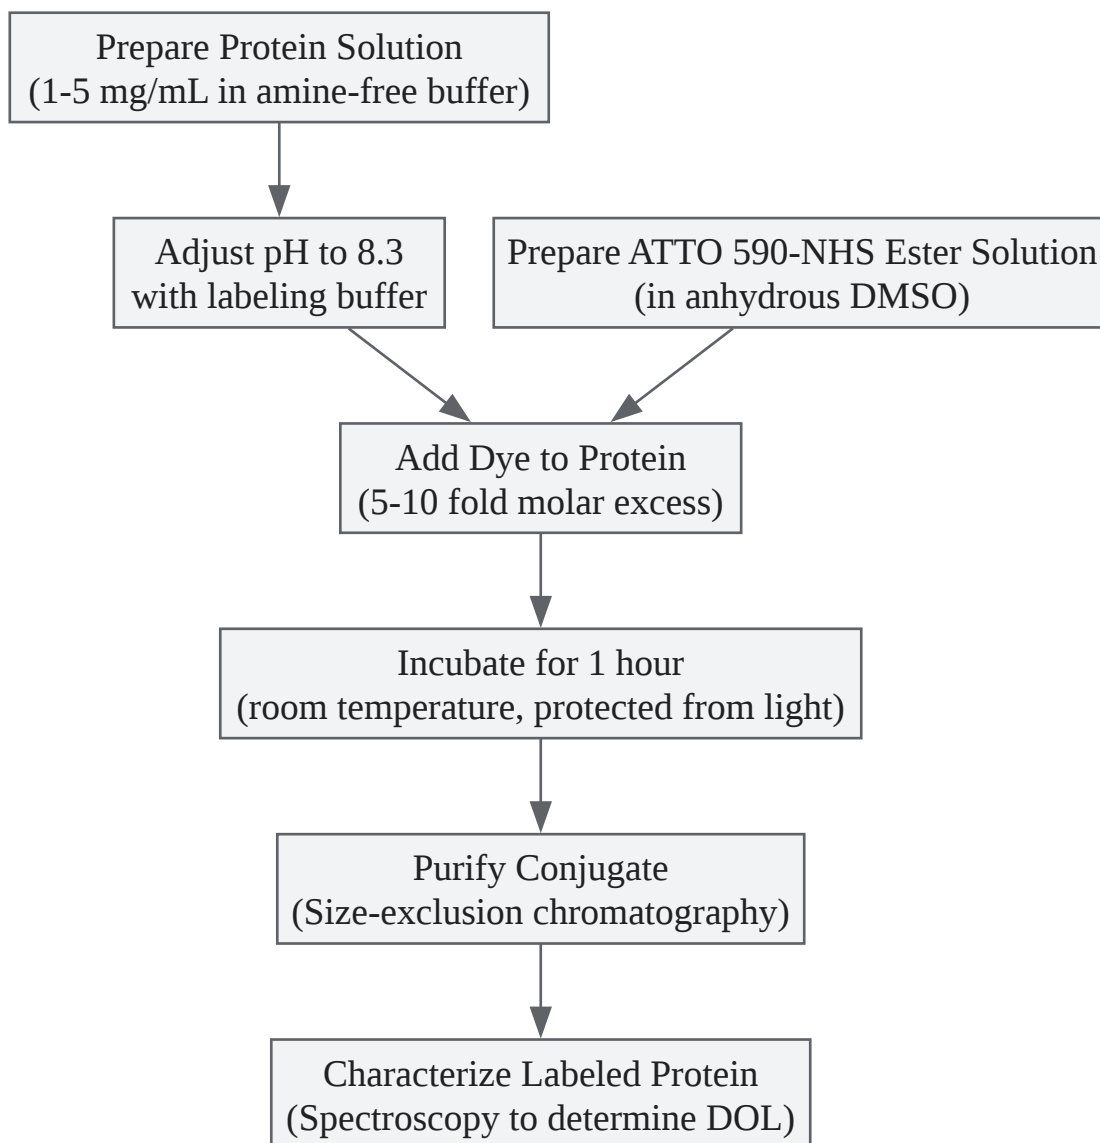 Prepare Protein Solution
(1-5 mg/mL in amine-free buffer)
Adjust pH to 8.3
with labeling buffer
Prepare ATTO 590-NHS Ester Solution
(in anhydrous DMSO)
Add Dye to Protein
(5-10 fold molar excess)
Incubate for 1 hour
(room temperature, protected from light)
Purify Conjugate
(Size-exclusion chromatography)
Characterize Labeled Protein
(Spectroscopy to determine DOL)